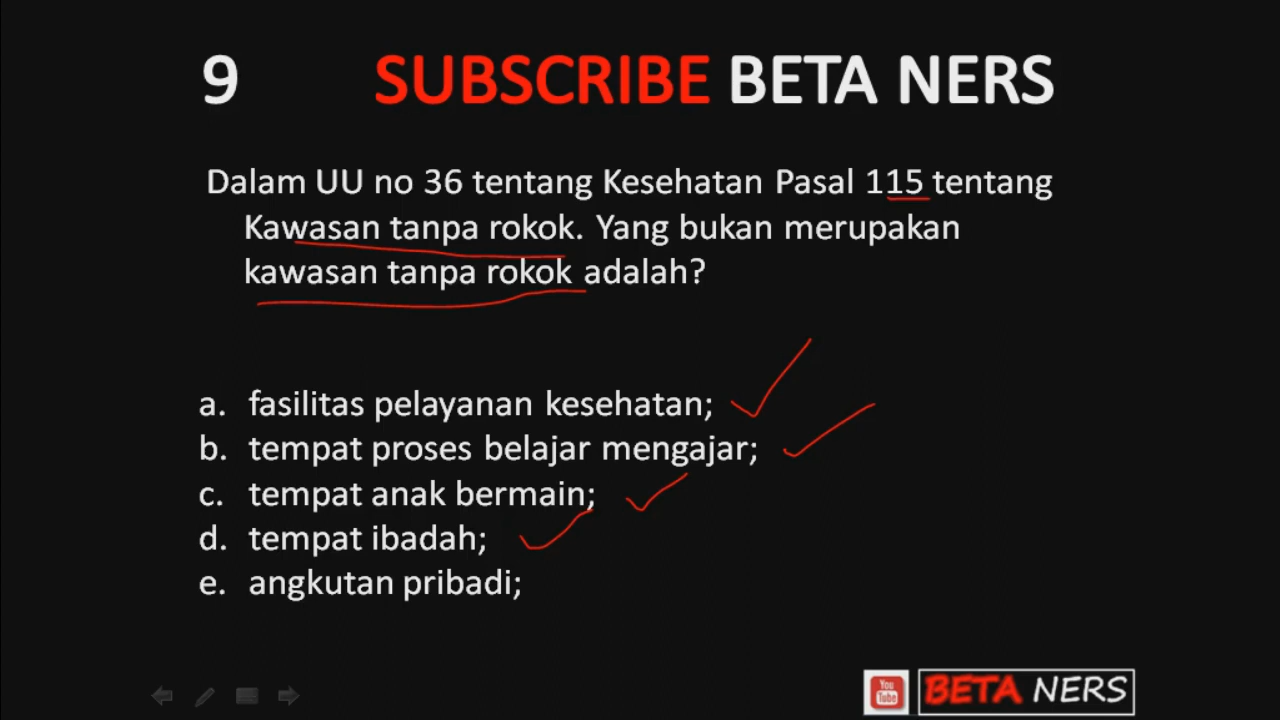 9 SUBSCRIBE BETA NERS
Dalam UU no 36 tentang Kesehatan Pasal 115 tentang
Kawasan tanpa rokok. Yang bukan merupakan
kawasan tanpa rokok adalah?
a. fasilitas pelayanan kesehatan;
b. tempat proses belajar mengajar;
c. tempat anak bermain;
d. tempat ibadah;
e. angkutan pribadi;
You Tube BETA NERS